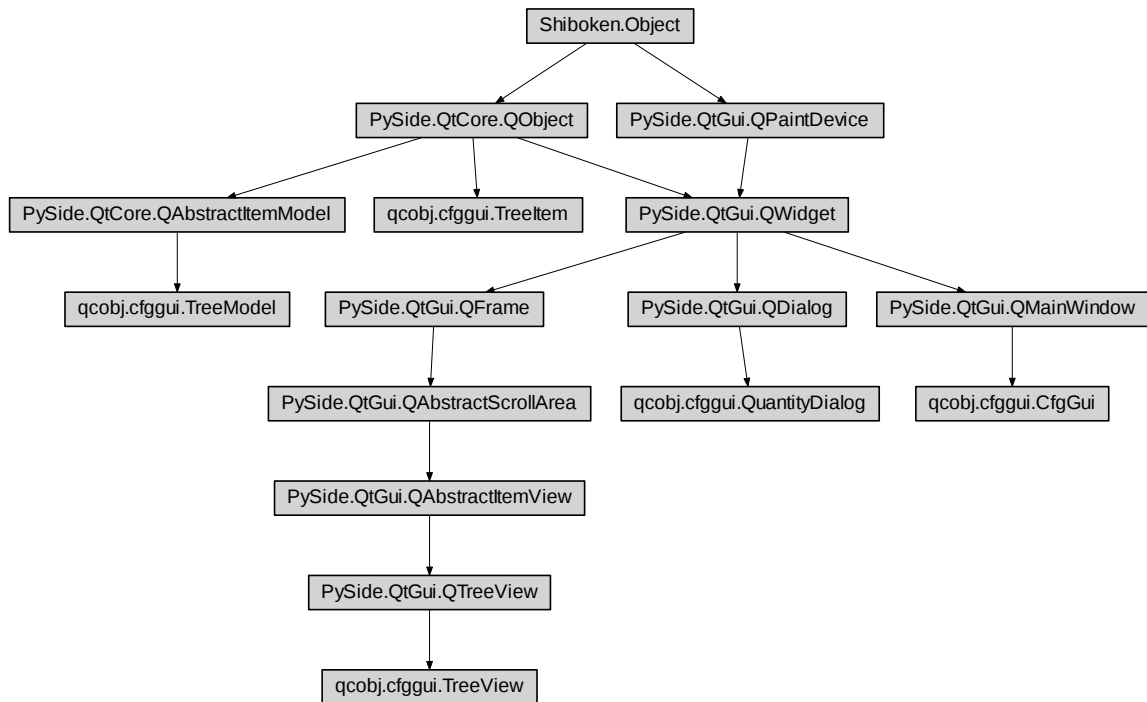 Shiboken.Object
PySide.QtCore.QObject
PySide.QtGui.QPaintDevice
PySide.QtCore.QAbstractItemModel
qcobj.cfggui.TreeItem
PySide.QtGui.QWidget
qcobj.cfggui.TreeModel
PySide.QtGui.QFrame
PySide.QtGui.QDialog
PySide.QtGui.QMainWindow
PySide.QtGui.QAbstractScrollArea
qcobj.cfggui.QuantityDialog
qcobj.cfggui.CfgGui
PySide.QtGui.QAbstractItemView
PySide.QtGui.QTreeView
qcobj.cfggui.TreeView